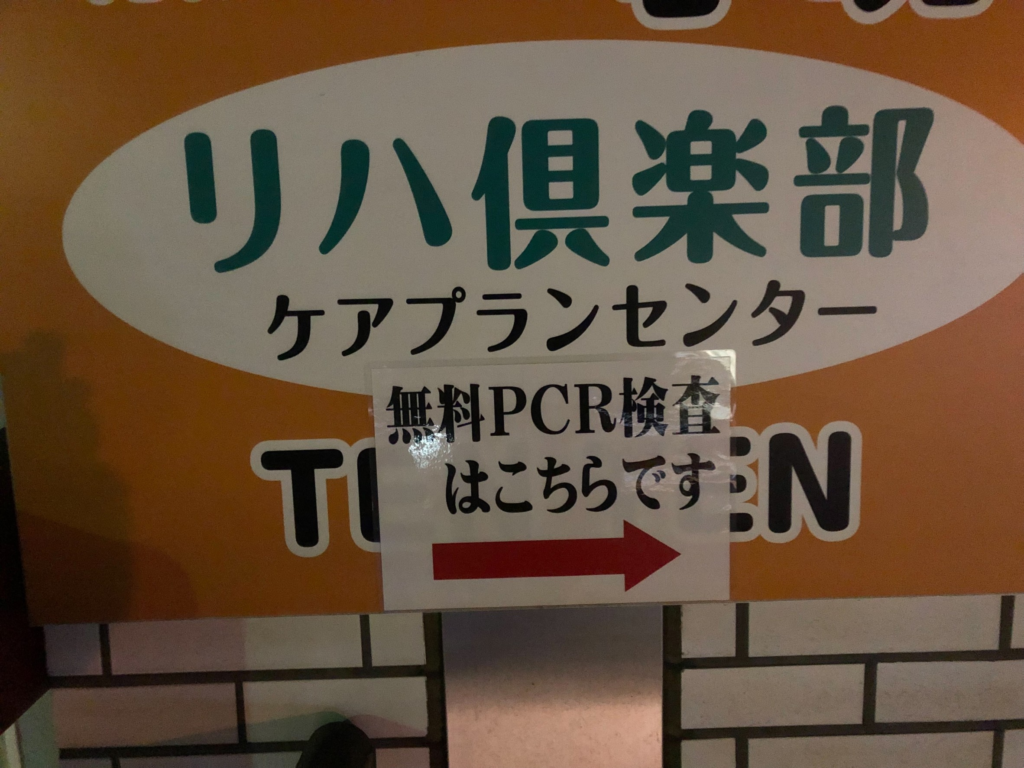 リハ倶楽部
ケアプランセンター
無料PCR検査
はこちらです